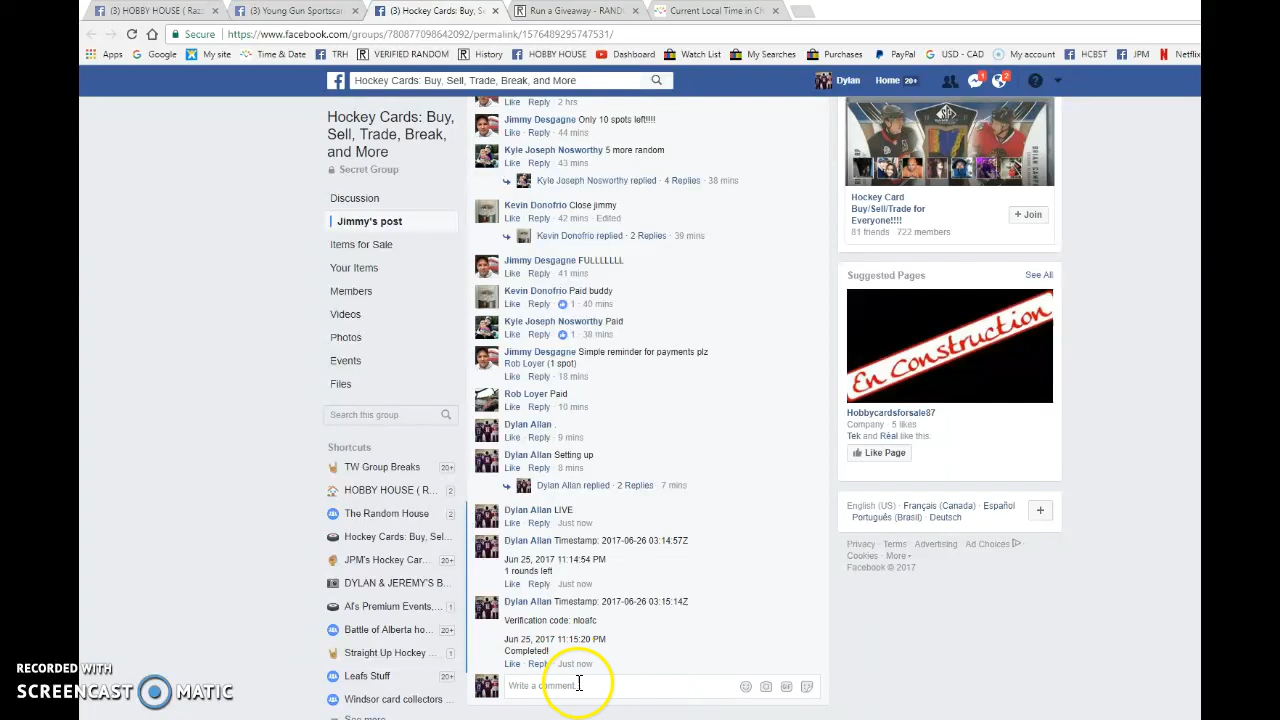 (3) HOBBY HOUSE ( Razz
(3) Young Gun Sportscar
(3) Hockey Cards: Buy, S
Run a Giveaway - RAND
Current Local Time in Ch
Secure
https://www.facebook.com/groups/780877098642092/permalink/1576489295747531/
Apps
Google
My site
Time & Date
TRH
VERIFIED RANDOM
History
HOBBY HOUSE
Dashboard
Watch List
My Searches
Purchases
PayPal
USD - CAD
My account
HCBST
JPM
Netflix
Hockey Cards: Buy, Sell, Trade, Break, and More
Dylan
Home 20+
1
2
Hockey Cards: Buy,
Sell, Trade, Break,
and More
Secret Group
Discussion
Jimmy's post
Items for Sale
Your Items
Members
Videos
Photos
Events
Files
Search this group
Shortcuts
TW Group Breaks 20+
HOBBY HOUSE ( R... 2
The Random House 2
Hockey Cards: Buy, Sel...
JPM's Hockey Car... 20+
DYLAN & JEREMY'S B...
Al's Premium Events,... 1
Battle of Alberta ho... 20+
Straight Up Hockey ... 1
Leafs Stuff 20+
Windsor card collectors ...
See more
Like Reply · 2 hrs
Jimmy Desgagne Only 10 spots left!!!!
Like Reply · 44 mins
Kyle Joseph Nosworthy 5 more random
Like Reply · 43 mins
Kyle Joseph Nosworthy replied · 4 Replies · 38 mins
Kevin Donofrio Close jimmy
Like Reply · 42 mins · Edited
Kevin Donofrio replied · 2 Replies · 39 mins
Jimmy Desgagne FULLLLLLL
Like Reply · 41 mins
Kevin Donofrio Paid buddy
Like Reply · 1 · 40 mins
Kyle Joseph Nosworthy Paid
Like Reply · 1 · 38 mins
Jimmy Desgagne Simple reminder for payments plz
Rob Loyer (1 spot)
Like Reply · 18 mins
Rob Loyer Paid
Like Reply · 10 mins
Dylan Allan .
Like Reply · 9 mins
Dylan Allan Setting up
Like Reply · 8 mins
Dylan Allan replied · 2 Replies · 7 mins
Dylan Allan LIVE
Like Reply · Just now
Dylan Allan Timestamp: 2017-06-26 03:14:57Z
Jun 25, 2017 11:14:54 PM
1 rounds left
Like Reply · Just now
Dylan Allan Timestamp: 2017-06-26 03:15:14Z
Verification code: nloafc
Jun 25, 2017 11:15:20 PM
Completed!
Like Reply · Just now
Write a comment...
Hockey Card
Buy/Sell/Trade for
Everyone!!!!
81 friends · 722 members
+ Join
Suggested Pages
See All
En Construction
Hobbycardsforsale87
Company · 5 likes
Tek and Réal like this.
Like Page
English (US) · Français (Canada) · Español
Português (Brasil) · Deutsch
+
Privacy · Terms · Advertising · Ad Choices
Cookies · More
Facebook © 2017
RECORDED WITH
SCREENCAST MATIC